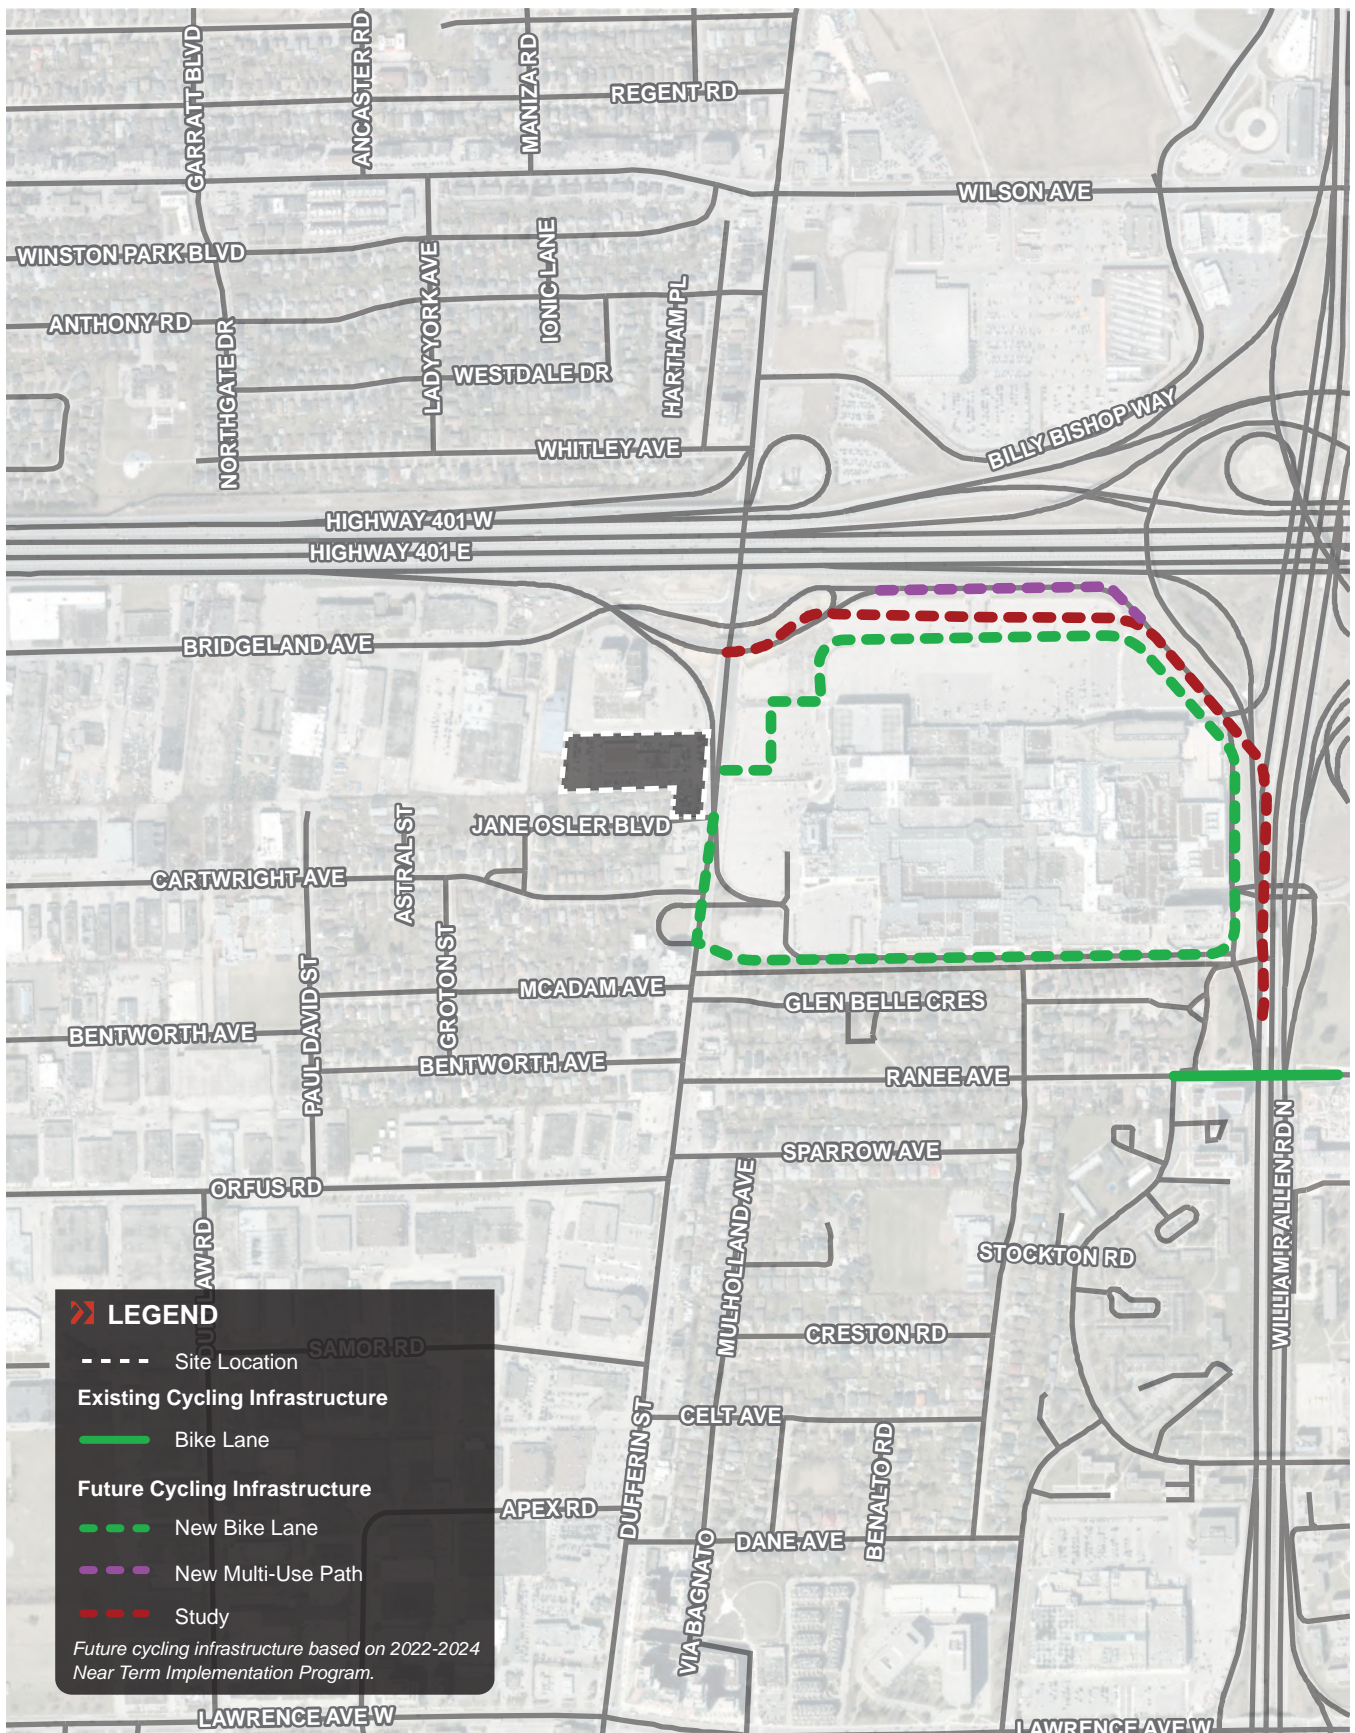 GARRATT BLVD
ANCASTER RD
MANIZA RD
REGENT RD
WILSON AVE
WINSTON PARK BLVD
LADY YORK AVE
IONIC LANE
HARTHAM PL
ANTHONY RD
NORTHGATE DR
WESTDALE DR
BILLY BISHOP WAY
WHITLEY AVE
HIGHWAY 401 W
HIGHWAY 401 E
BRIDGELAND AVE
JANE OSLER BLVD
ASTRAL ST
CARTWRIGHT AVE
GROTON ST
PAUL DAVID ST
MCADAM AVE
GLEN BELLE CRES
BENTWORTH AVE
BENTWORTH AVE
RANEE AVE
WILLIAM R ALLEN RD N
SPARROW AVE
ORFUS RD
MULHOLLAND AVE
STOCKTON RD
CRESTON RD
SAMOR RD
CELT AVE
DUFFERIN ST
BENALTO RD
APEX RD
DANE AVE
VIA BAGNATO
LAWRENCE AVE W
LAWRENCE AVE W
LEGEND
Site Location
Existing Cycling Infrastructure
Bike Lane
Future Cycling Infrastructure
New Bike Lane
New Multi-Use Path
Study
Future cycling infrastructure based on 2022-2024
Near Term Implementation Program.